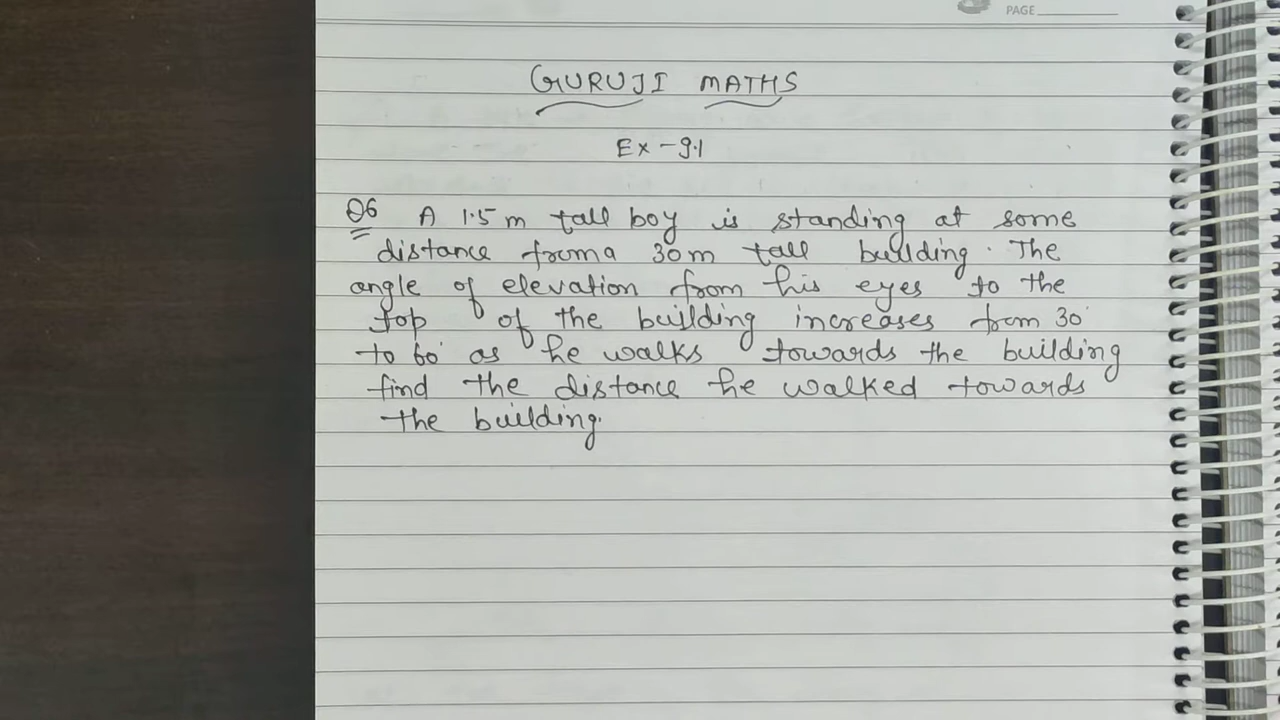 PAGE
GURUJI MATHS
Ex - 9.1
Q6 A 1.5 m tall boy is standing at some
distance from a 30 m tall building. The
angle of elevation from his eyes to the
top of the building increases from 30°
to 60° as he walks towards the building
find the distance he walked towards
the building.